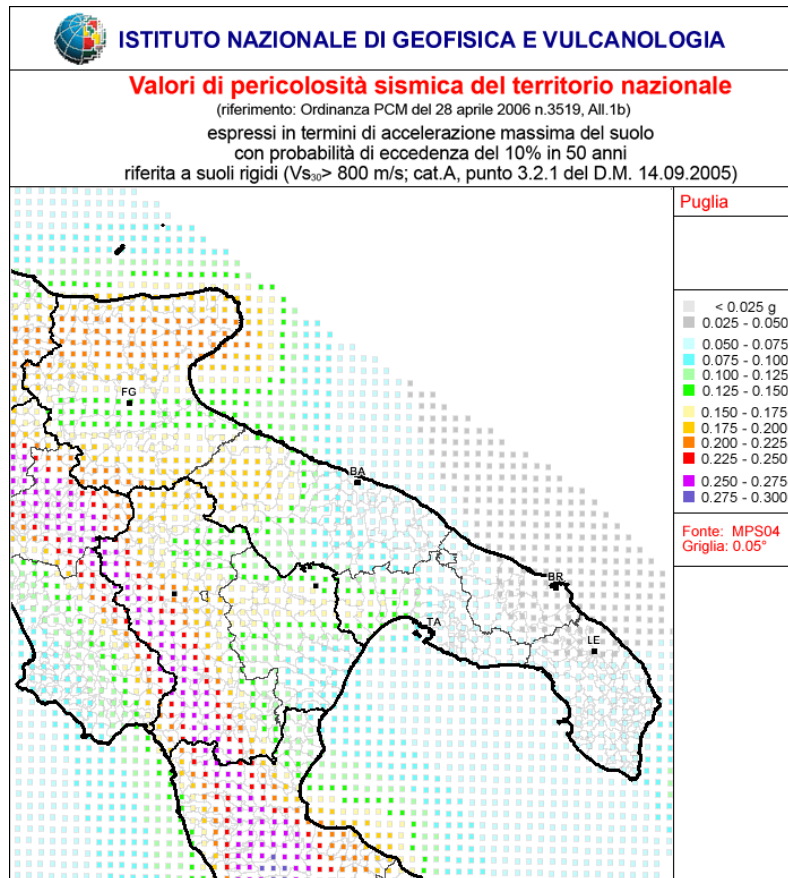 ISTITUTO NAZIONALE DI GEOFISICA E VULCANOLOGIA
Valori di pericolosità sismica del territorio nazionale
(riferimento: Ordinanza PCM del 28 aprile 2006 n.3519, All.1b)
espressi in termini di accelerazione massima del suolo
con probabilità di eccedenza del 10% in 50 anni
riferita a suoli rigidi (Vs₃₀> 800 m/s; cat.A, punto 3.2.1 del D.M. 14.09.2005)
Puglia
< 0.025 g
0.025 - 0.050
0.050 - 0.075
0.075 - 0.100
0.100 - 0.125
0.125 - 0.150
0.150 - 0.175
0.175 - 0.200
0.200 - 0.225
0.225 - 0.250
0.250 - 0.275
0.275 - 0.300
Fonte: MPS04
Griglia: 0.05°
FG
BA
BR
TA
LE